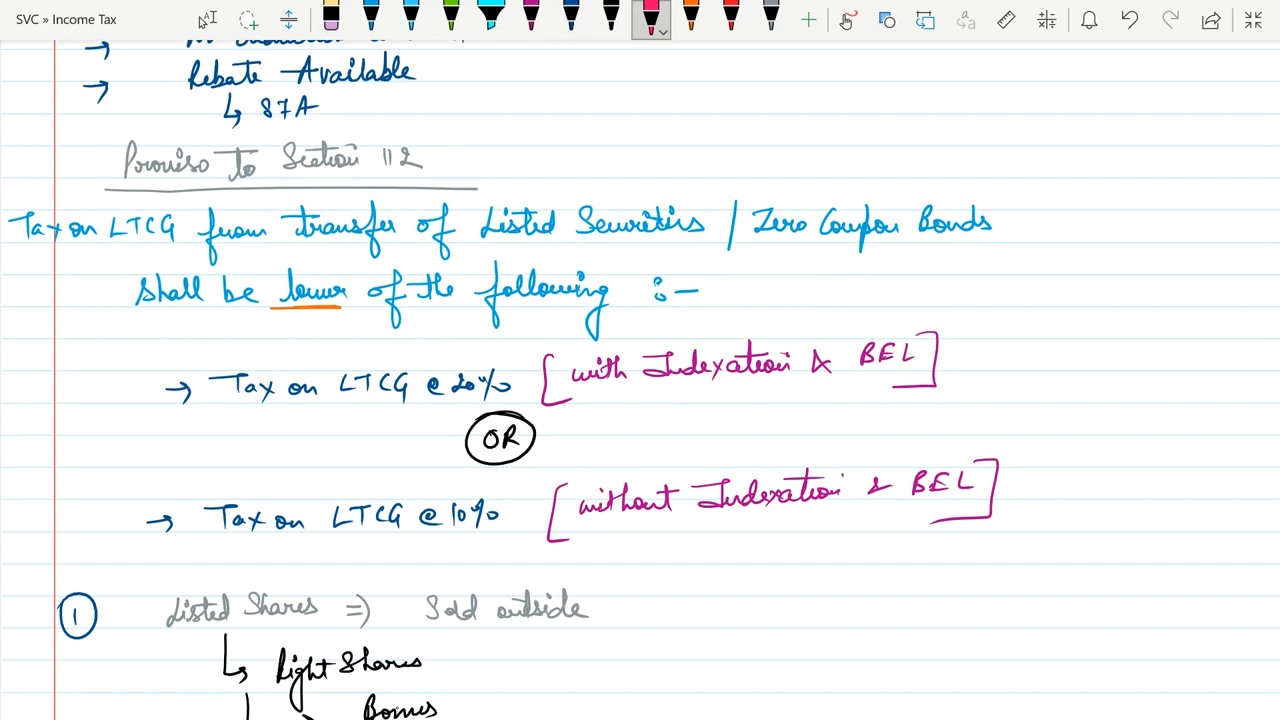 SVC » Income Tax
→
→ Rebate Available
↳ 87A
Proviso to Section 112
Tax on LTCG from transfer of Listed Securities / Zero Coupon Bonds
shall be lower of the following :-
→ Tax on LTCG @ 20% [with Indexation & BEL]
OR
→ Tax on LTCG @ 10% [without Indexation & BEL]
1 Listed Shares => Sold outside
↳ Right Shares
Bonus